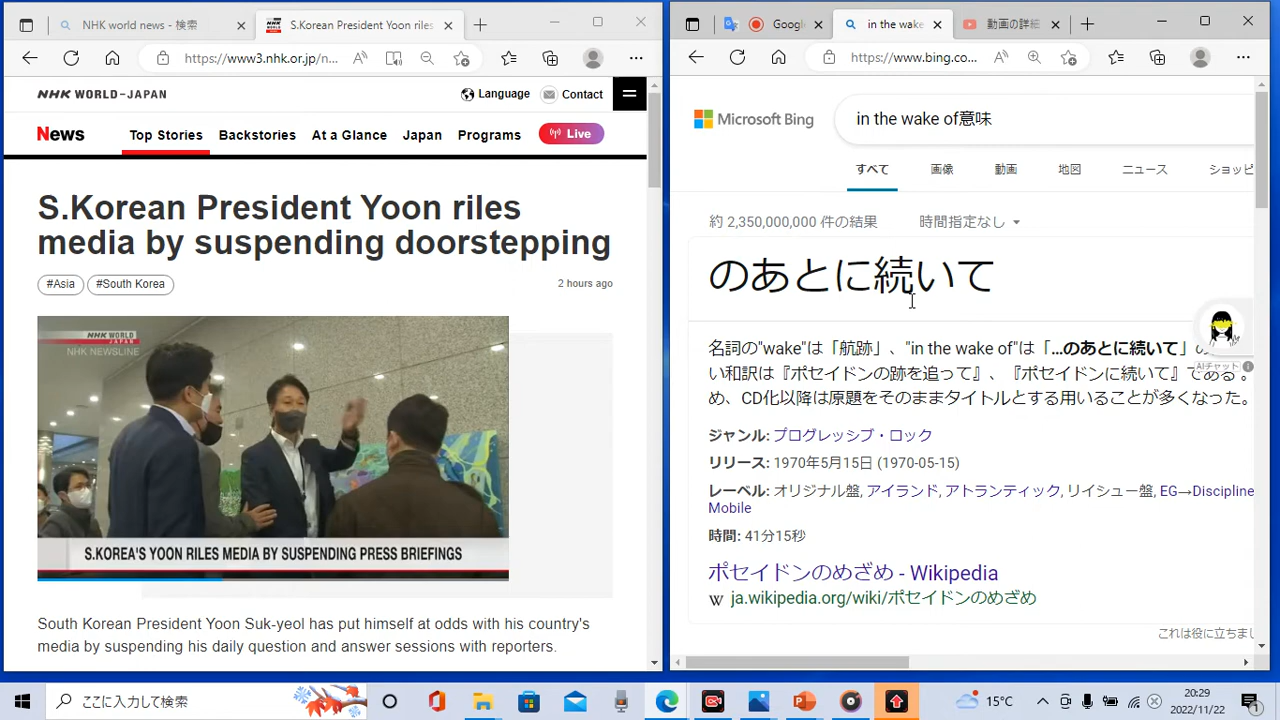 NHK world news - 検索
S.Korean President Yoon riles
https://www3.nhk.or.jp/n...
NHK WORLD-JAPAN
Language
Contact
News
Top Stories
Backstories
At a Glance
Japan
Programs
Live
S.Korean President Yoon riles
media by suspending doorstepping
#Asia
#South Korea
2 hours ago
NHK WORLD
NHK NEWSLINE
S.KOREA'S YOON RILES MEDIA BY SUSPENDING PRESS BRIEFINGS
South Korean President Yoon Suk-yeol has put himself at odds with his country's
media by suspending his daily question and answer sessions with reporters.
Googl
in the wake
動画の詳細
https://www.bing.co...
Microsoft Bing
in the wake of意味
すべて
画像
動画
地図
ニュース
ショッピ
約 2,350,000,000 件の結果
時間指定なし
のあとに続いて
名詞の"wake"は「航跡」、"in the wake of"は「...のあとに続いて」の
い和訳は『ポセイドンの跡を追って』、『ポセイドンに続いて』である。
め、CD化以降は原題をそのままタイトルとする用いることが多くなった。
AIチャット
ジャンル: プログレッシブ・ロック
リリース: 1970年5月15日 (1970-05-15)
レーベル: オリジナル盤, アイランド, アトランティック, リイシュー盤, EG→Discipline
Mobile
時間: 41分15秒
ポセイドンのめざめ - Wikipedia
W ja.wikipedia.org/wiki/ポセイドンのめざめ
これは役に立ちまし
ここに入力して検索
15°C
20:29
2022/11/22
1